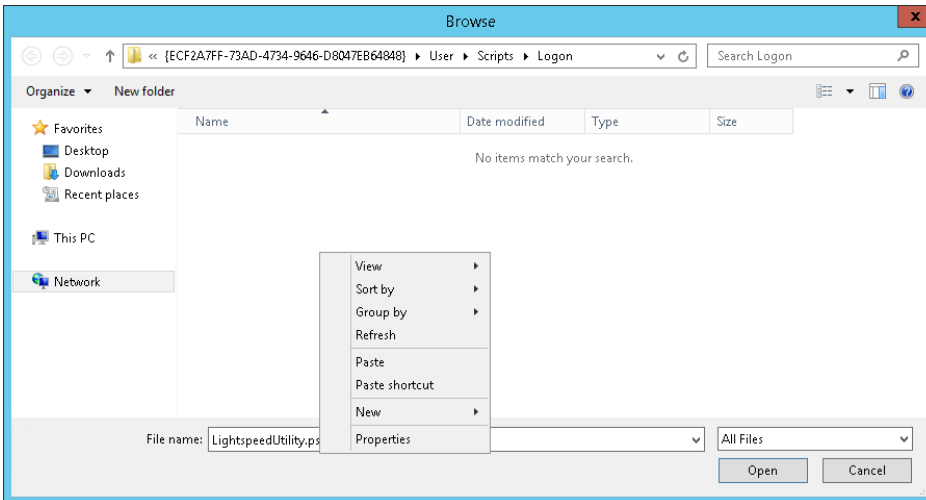 Browse
x
« {ECF2A7FF-73AD-4734-9646-D8047EB64848} ▸ User ▸ Scripts ▸ Logon
Search Logon
Organize
New folder
Name
Date modified
Type
Size
No items match your search.
Favorites
Desktop
Downloads
Recent places
This PC
Network
View
Sort by
Group by
Refresh
Paste
Paste shortcut
New
Properties
File name:
LightspeedUtility.ps
All Files
Open
Cancel